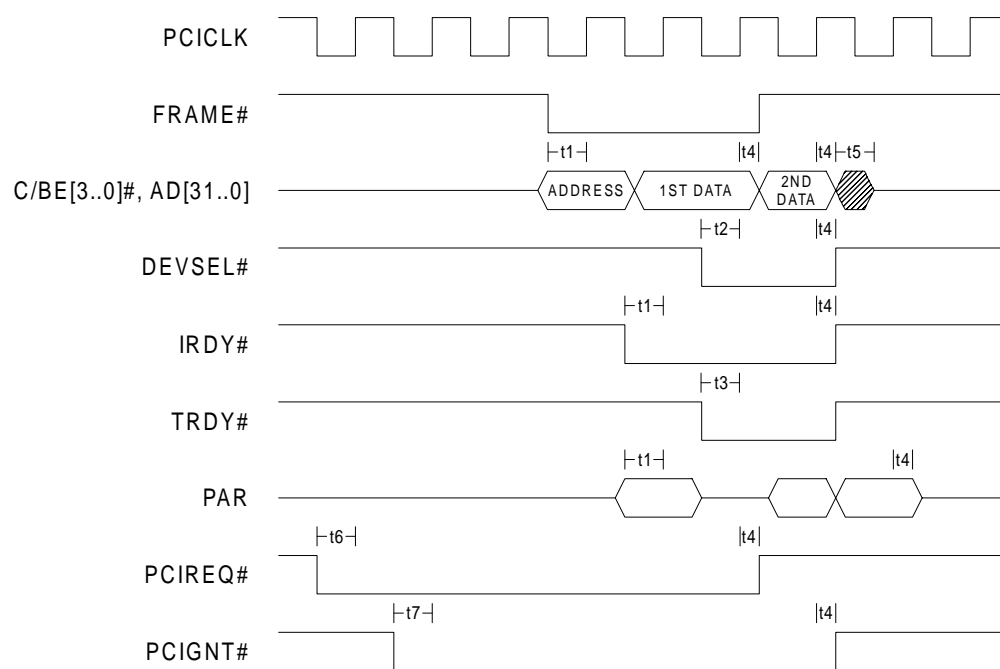 PCICLK
FRAME#
t1 t4 t4 t5
C/BE[3..0]#, AD[31..0] ADDRESS 1ST DATA 2ND DATA
t2 t4
DEVSEL#
t1 t4
IRDY#
t3
TRDY#
t1 t4
PAR
t6 t4
PCIREQ#
t7 t4
PCIGNT#